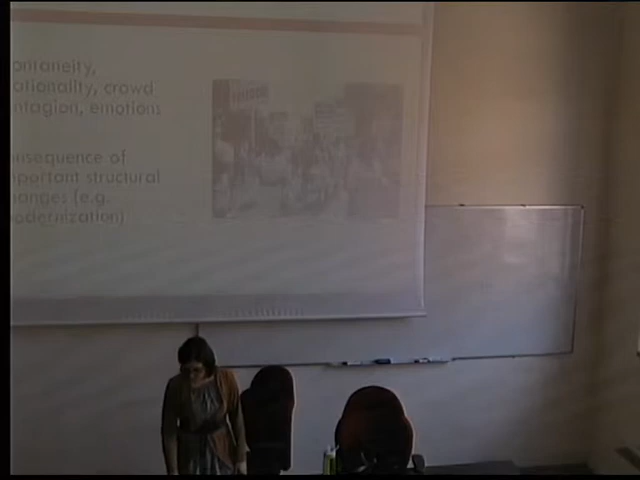 ontaneity,
ationality, crowd
ntagion, emotions
nsequence of
portant structural
anges (e.g.
odernization)